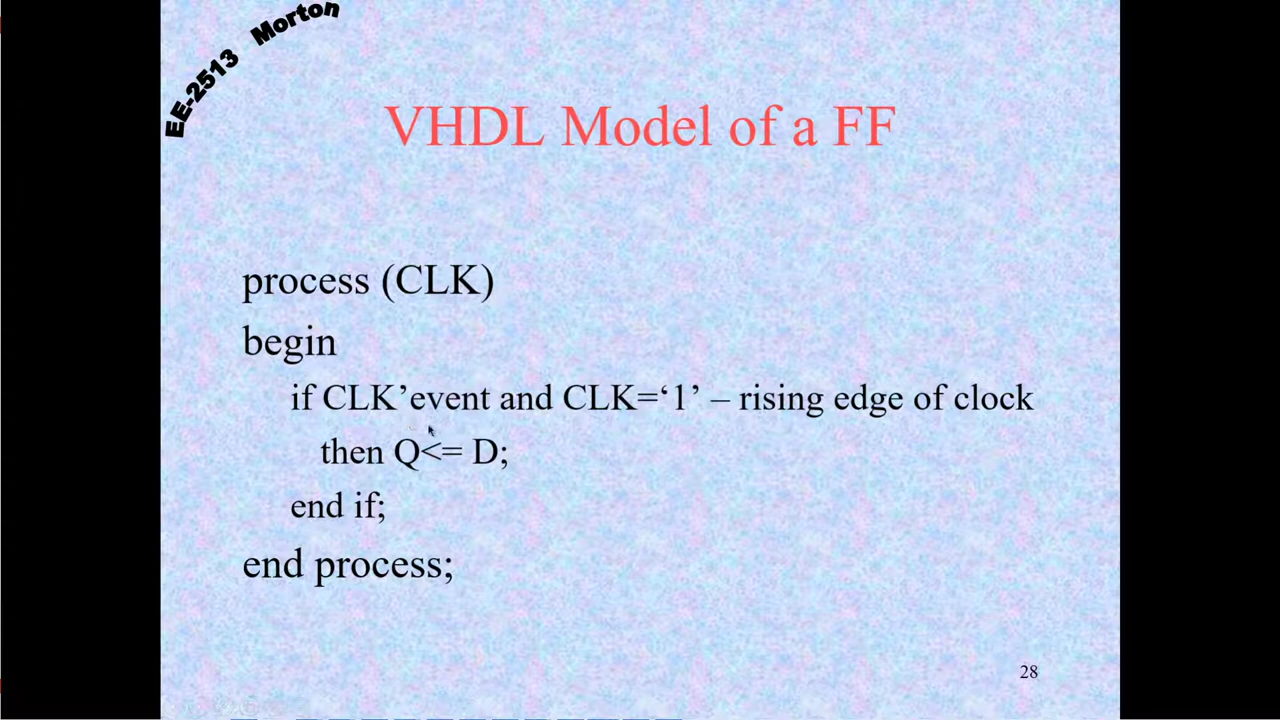 EE-2513 Morton
VHDL Model of a FF
process (CLK)
begin
if CLK’event and CLK=‘1’ – rising edge of clock
then Q<= D;
end if;
end process;
28